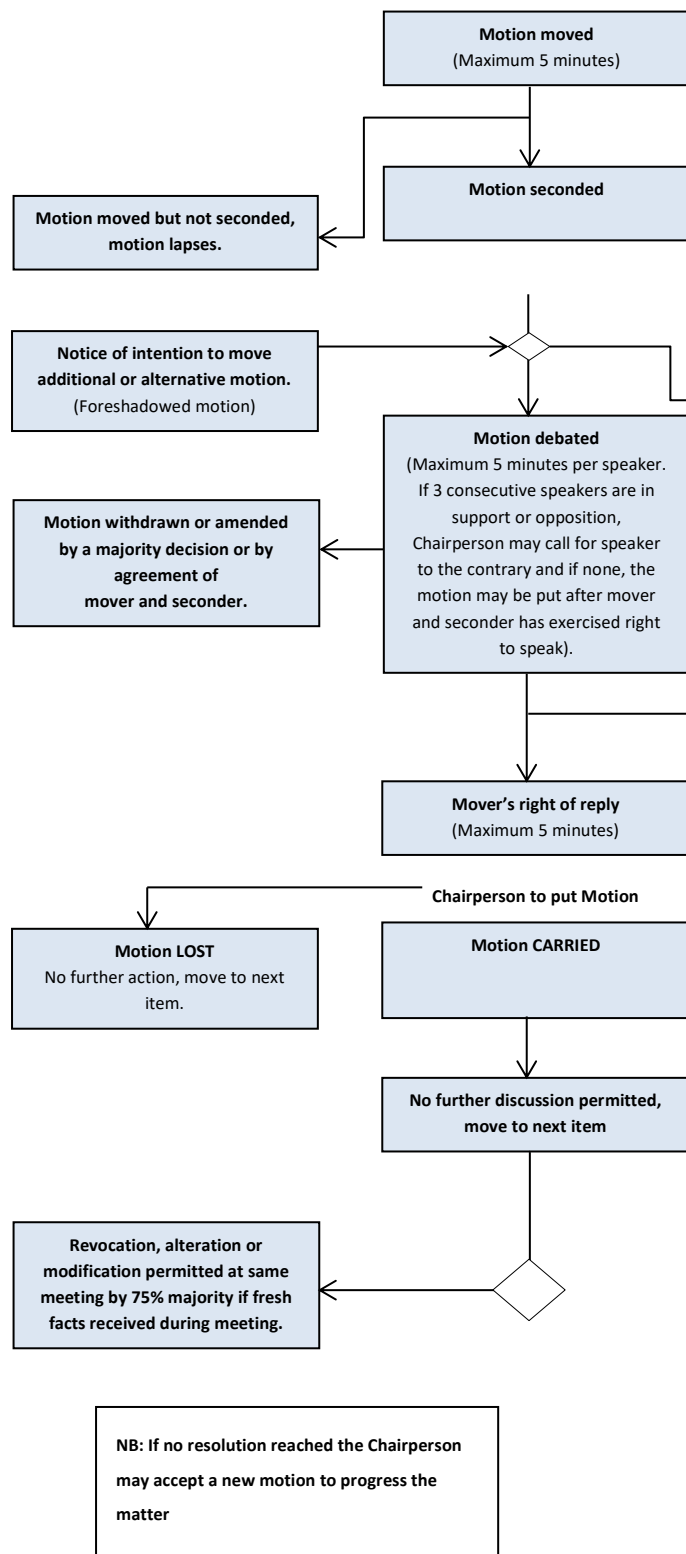 Motion moved
(Maximum 5 minutes)
Motion seconded
Motion moved but not seconded,
motion lapses.
Notice of intention to move
additional or alternative motion.
(Foreshadowed motion)
Motion debated
(Maximum 5 minutes per speaker.
If 3 consecutive speakers are in
support or opposition,
Chairperson may call for speaker
to the contrary and if none, the
motion may be put after mover
and seconder has exercised right
to speak).
Motion withdrawn or amended
by a majority decision or by
agreement of
mover and seconder.
Mover’s right of reply
(Maximum 5 minutes)
Chairperson to put Motion
Motion LOST
No further action, move to next
item.
Motion CARRIED
No further discussion permitted,
move to next item
Revocation, alteration or
modification permitted at same
meeting by 75% majority if fresh
facts received during meeting.
NB: If no resolution reached the Chairperson
may accept a new motion to progress the
matter